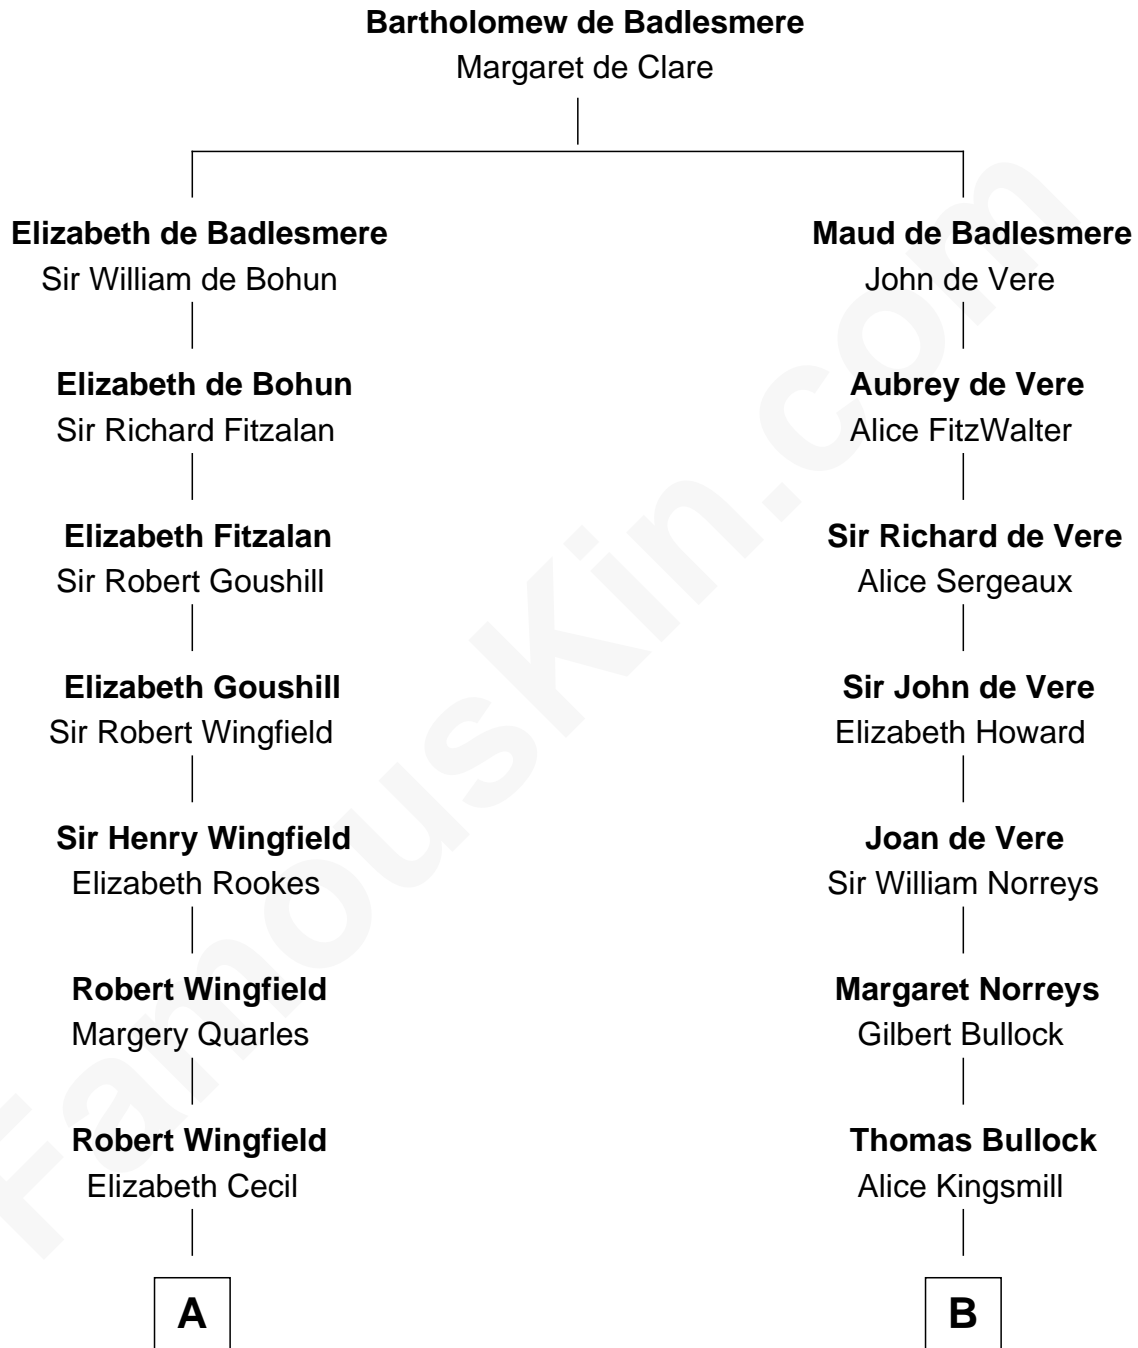 Bartholomew de Badlesmere
Margaret de Clare
Elizabeth de Badlesmere
Sir William de Bohun
Maud de Badlesmere
John de Vere
Elizabeth de Bohun
Sir Richard Fitzalan
Aubrey de Vere
Alice FitzWalter
Elizabeth Fitzalan
Sir Robert Goushill
Sir Richard de Vere
Alice Sergeaux
Elizabeth Goushill
Sir Robert Wingfield
Sir John de Vere
Elizabeth Howard
Sir Henry Wingfield
Elizabeth Rookes
Joan de Vere
Sir William Norreys
Robert Wingfield
Margery Quarles
Margaret Norreys
Gilbert Bullock
Robert Wingfield
Elizabeth Cecil
Thomas Bullock
Alice Kingsmill
A
B
FamousKin.com